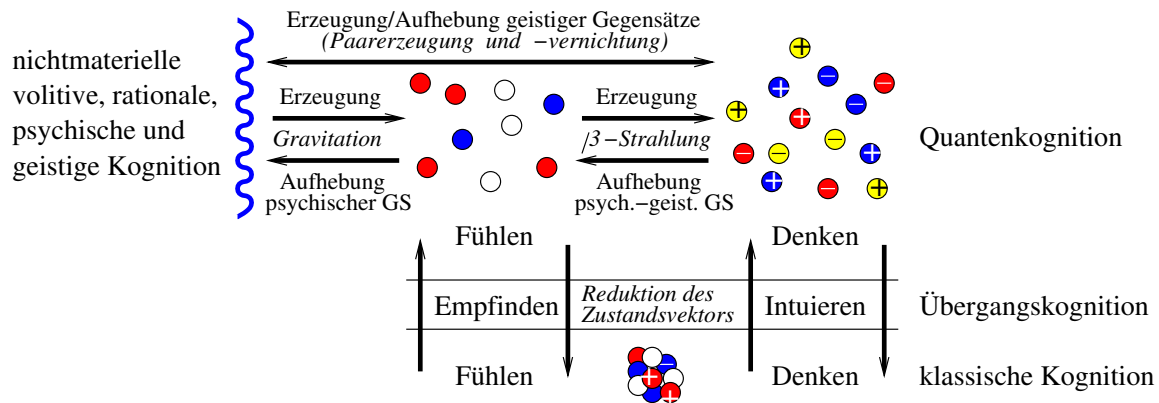 Erzeugung/Aufhebung geistiger Gegensätze
(Paarerzeugung und −vernichtung)
nichtmaterielle
volitive, rationale,
psychische und
geistige Kognition
Erzeugung
Gravitation
Aufhebung
psychischer GS
Erzeugung
/3−Strahlung
Aufhebung
psych.−geist. GS
+
−
−
+
−
+
+
−
−
−
+
+
−
+
Quantenkognition
Fühlen
Denken
Empfinden
Reduktion des
Zustandsvektors
Intuieren
Übergangskognition
Fühlen
−
+
+
Denken
klassische Kognition